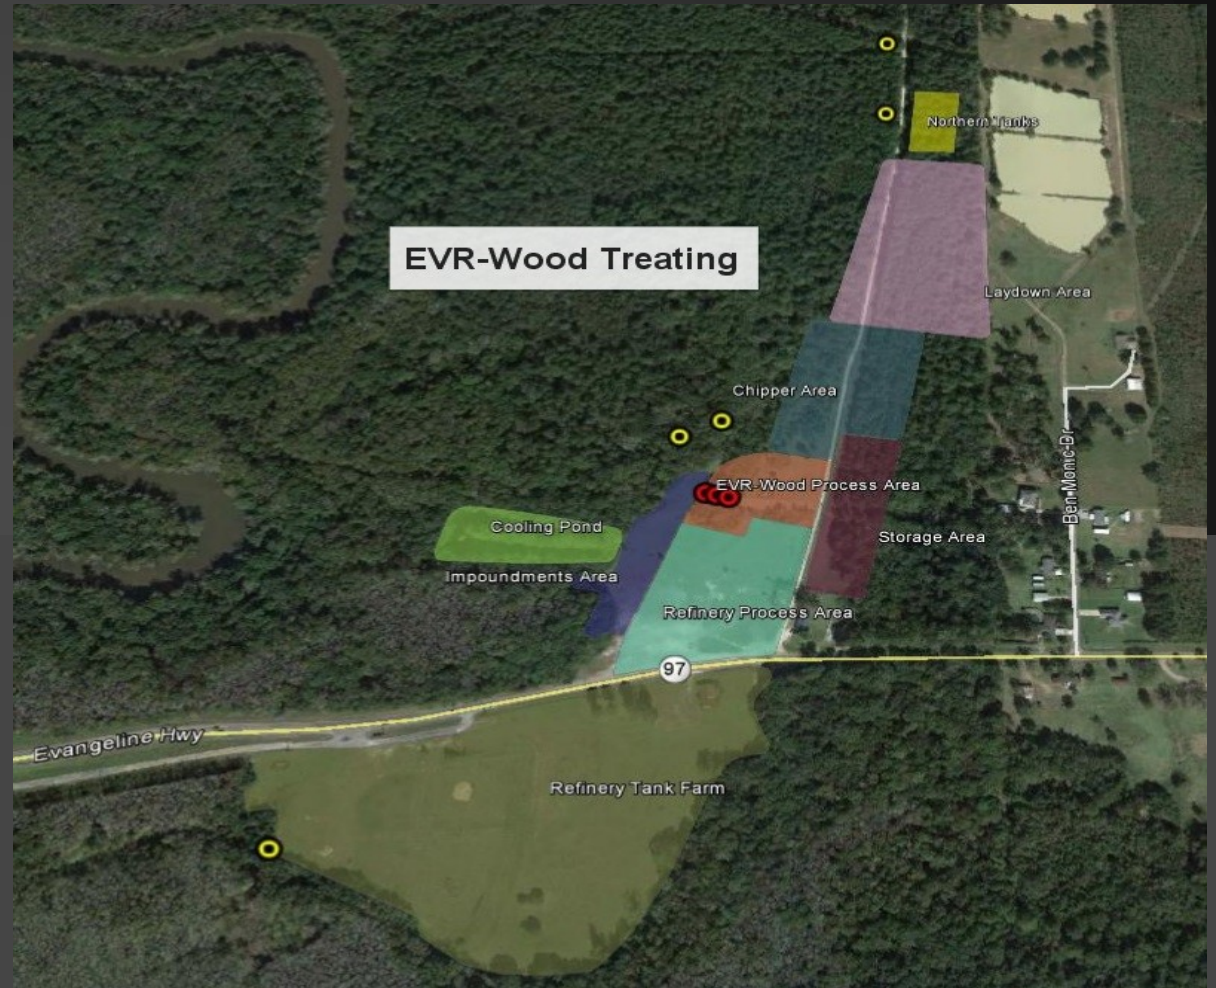 Northern Tanks
EVR-Wood Treating
Laydown Area
Chipper Area
EVR-Wood Process Area
Ben Monic Dr
Cooling Pond
Storage Area
Impoundments Area
Refinery Process Area
97
Evangeline Hwy
Refinery Tank Farm